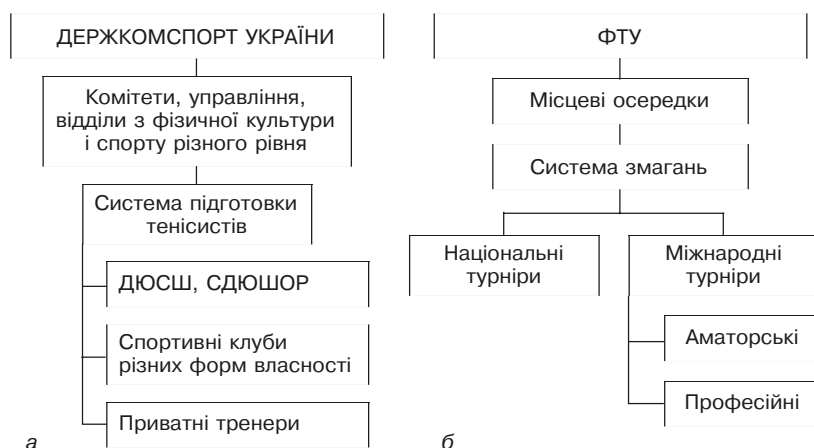 ДЕРЖКОМСПОРТ УКРАЇНИ
Комітети, управління,
відділи з фізичної культури
і спорту різного рівня
Система підготовки
тенісистів
ДЮСШ, СДЮШОР
Спортивні клуби
різних форм власності
Приватні тренери
а
ФТУ
Місцеві осередки
Система змагань
Національні
турніри
Міжнародні
турніри
Аматорські
Професійні
б